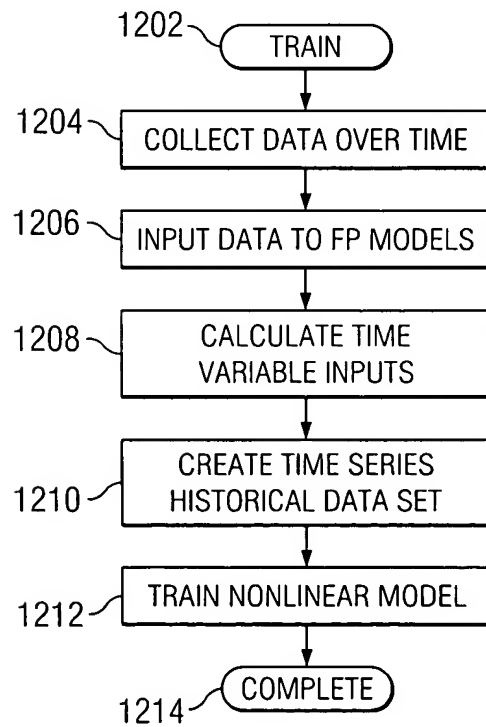 1202
TRAIN
1204
COLLECT DATA OVER TIME
1206
INPUT DATA TO FP MODELS
1208
CALCULATE TIME
VARIABLE INPUTS
1210
CREATE TIME SERIES
HISTORICAL DATA SET
1212
TRAIN NONLINEAR MODEL
1214
COMPLETE